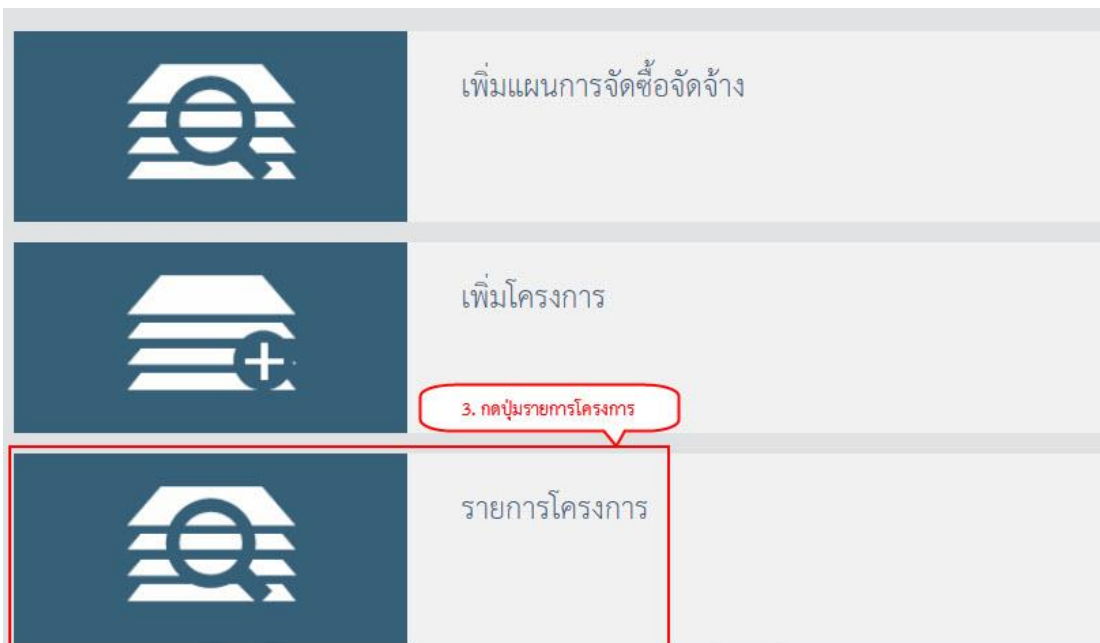 เพิ่มแผนการจัดซื้อจัดจ้าง
เพิ่มโครงการ
3. กดปุ่มรายการโครงการ
รายการโครงการ